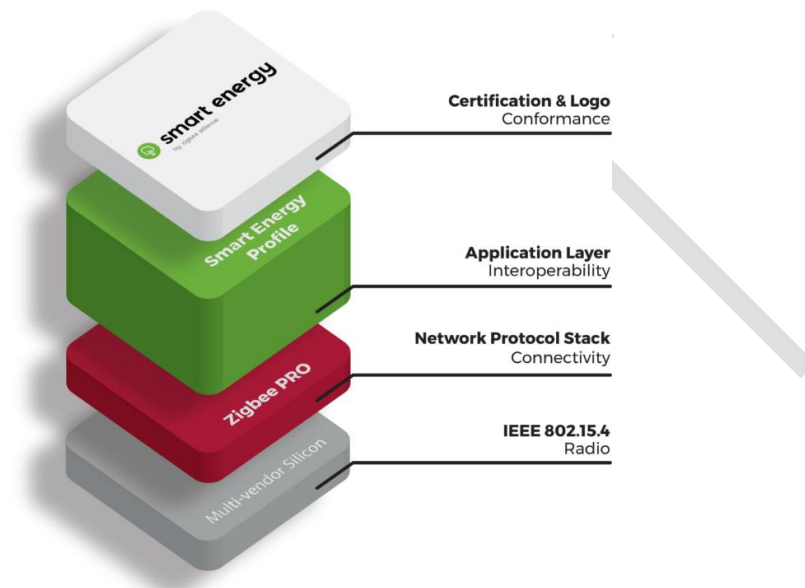 smart energy
by zigbee alliance
Certification & Logo
Conformance
Smart Energy
Profile
Application Layer
Interoperability
Zigbee PRO
Network Protocol Stack
Connectivity
Multi-vendor Silicon
IEEE 802.15.4
Radio